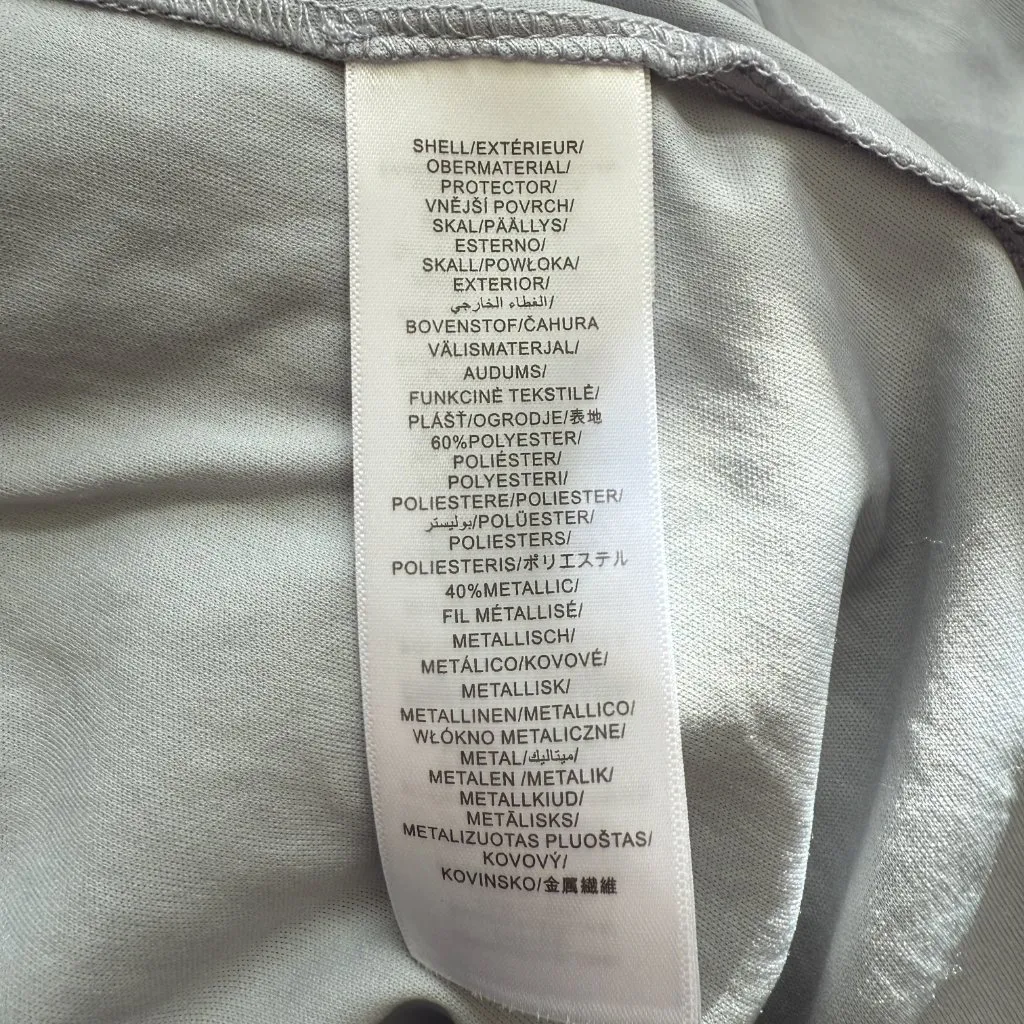 SHELL/EXTÉRIEUR/
OBERMATERIAL/
PROTECTOR/
VNĚJŠÍ POVRCH/
SKAL/PÄÄLLYS/
ESTERNO/
SKALL/POWŁOKA/
EXTERIOR/
الغطاء الخارجي/
BOVENSTOF/ČAHURA
VÄLISMATERJAL/
AUDUMS/
FUNKCINĖ TEKSTILĖ/
PLÁŠŤ/OGRODJE/表地
60%POLYESTER/
POLIÉSTER/
POLYESTERI/
POLIESTERE/POLIESTER/
بوليستر/POLÜESTER/
POLIESTERS/
POLIESTERIS/ポリエステル
40%METALLIC/
FIL MÉTALLISÉ/
METALLISCH/
METÁLICO/KOVOVÉ/
METALLISK/
METALLINEN/METALLICO/
WŁÓKNO METALICZNE/
METAL/ميتاليك/
METALEN /METALIK/
METALLKIUD/
METĀLISKS/
METALIZUOTAS PLUOŠTAS/
KOVOVÝ/
KOVINSKO/金属繊維